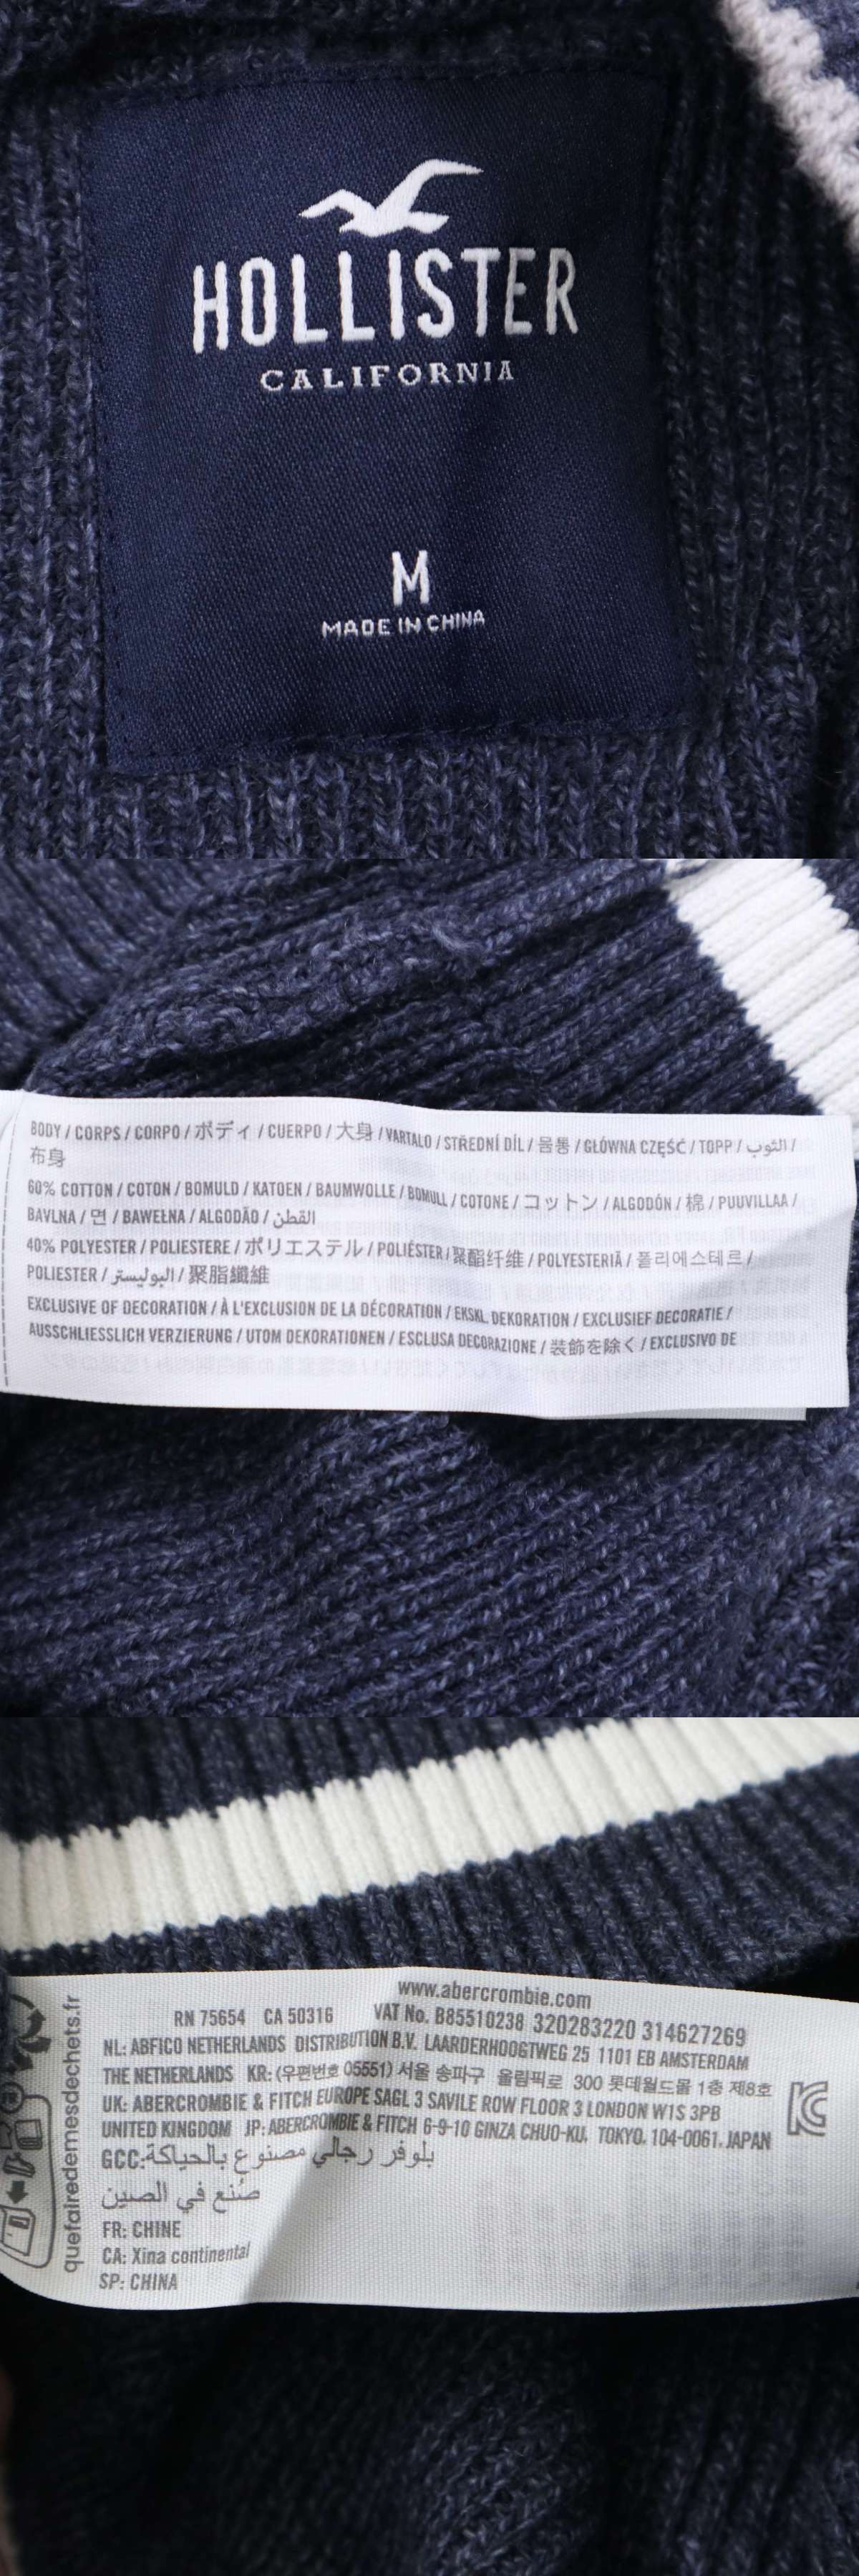 HOLLISTER
CALIFORNIA
M
MADE IN CHINA
BODY / CORPS / CORPO / ボディ / CUERPO / 大身 / VARTALO / STŘEDNÍ DÍL / 몸통 / GŁÓWNA CZĘŚĆ / TOPP / الثوب /
布身
60% COTTON / COTON / BOMULD / KATOEN / BAUMWOLLE / BOMULL / COTONE / コットン / ALGODÓN / 棉 / PUUVILLAA /
BAVLNA / 면 / BAWEŁNA / ALGODÃO / القطن
40% POLYESTER / POLIESTERE / ポリエステル / POLIÉSTER / 聚酯纤维 / POLYESTERIÄ / 폴리에스테르 /
POLIESTER / البوليستر / 聚脂纖維
EXCLUSIVE OF DECORATION / À L'EXCLUSION DE LA DÉCORATION / EKSKL. DEKORATION / EXCLUSIEF DECORATIE /
AUSSCHLIESSLICH VERZIERUNG / UTOM DEKORATIONEN / ESCLUSA DECORAZIONE / 装飾を除く / EXCLUSIVO DE
quefairedemesdechets.fr
www.abercrombie.com
RN 75654 CA 50316 VAT No. B85510238 320283220 314627269
NL: ABFICO NETHERLANDS DISTRIBUTION B.V. LAARDERHOOGTWEG 25 1101 EB AMSTERDAM
THE NETHERLANDS KR: (우편번호 05551) 서울 송파구 올림픽로 300 롯데월드몰 1층 제8호
UK: ABERCROMBIE & FITCH EUROPE SAGL 3 SAVILE ROW FLOOR 3 LONDON W1S 3PB
UNITED KINGDOM JP: ABERCROMBIE & FITCH 6-9-10 GINZA CHUO-KU, TOKYO, 104-0061, JAPAN
GCC: بلوفر رجالي مصنوع بالحياكة
صُنع في الصين
FR: CHINE
CA: Xina continental
SP: CHINA